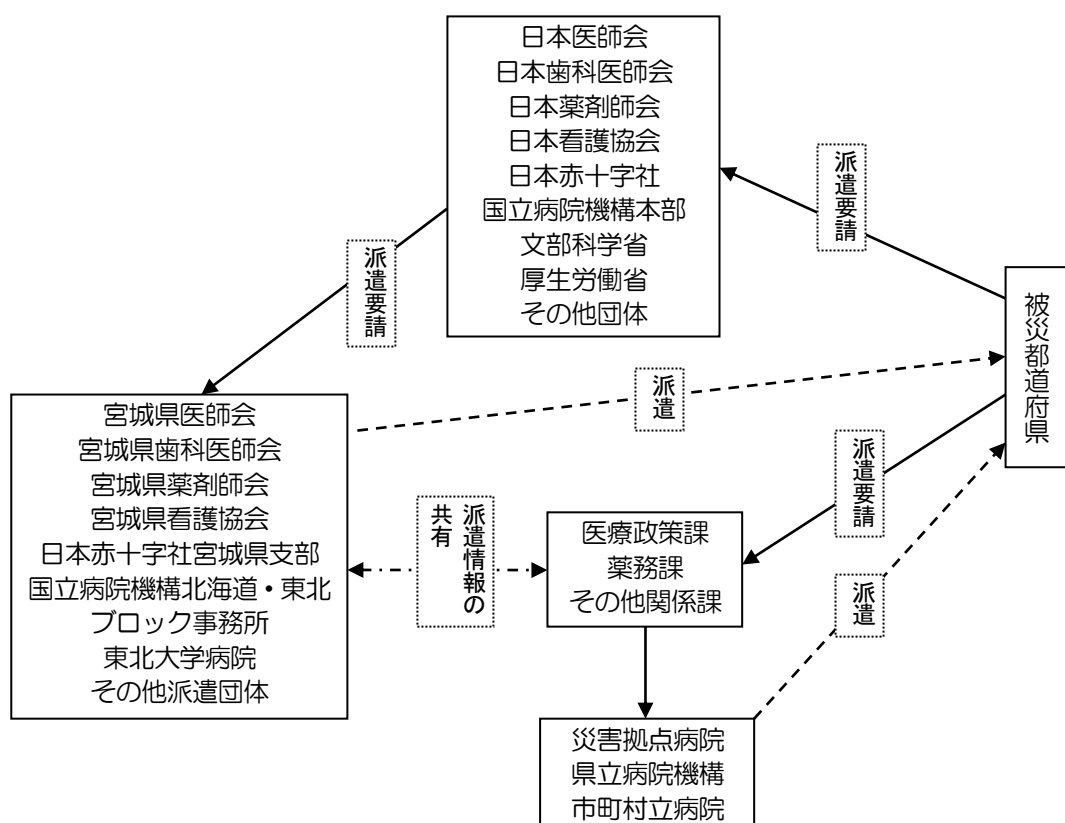 日本医師会
日本歯科医師会
日本薬剤師会
日本看護協会
日本赤十字社
国立病院機構本部
文部科学省
厚生労働省
その他団体
派遣要請
派遣要請
被災都道府県
派遣
宮城県医師会
宮城県歯科医師会
宮城県薬剤師会
宮城県看護協会
日本赤十字社宮城県支部
国立病院機構北海道・東北
ブロック事務所
東北大学病院
その他派遣団体
派遣情報の
共有
派遣要請
医療政策課
薬務課
その他関係課
派遣
災害拠点病院
県立病院機構
市町村立病院